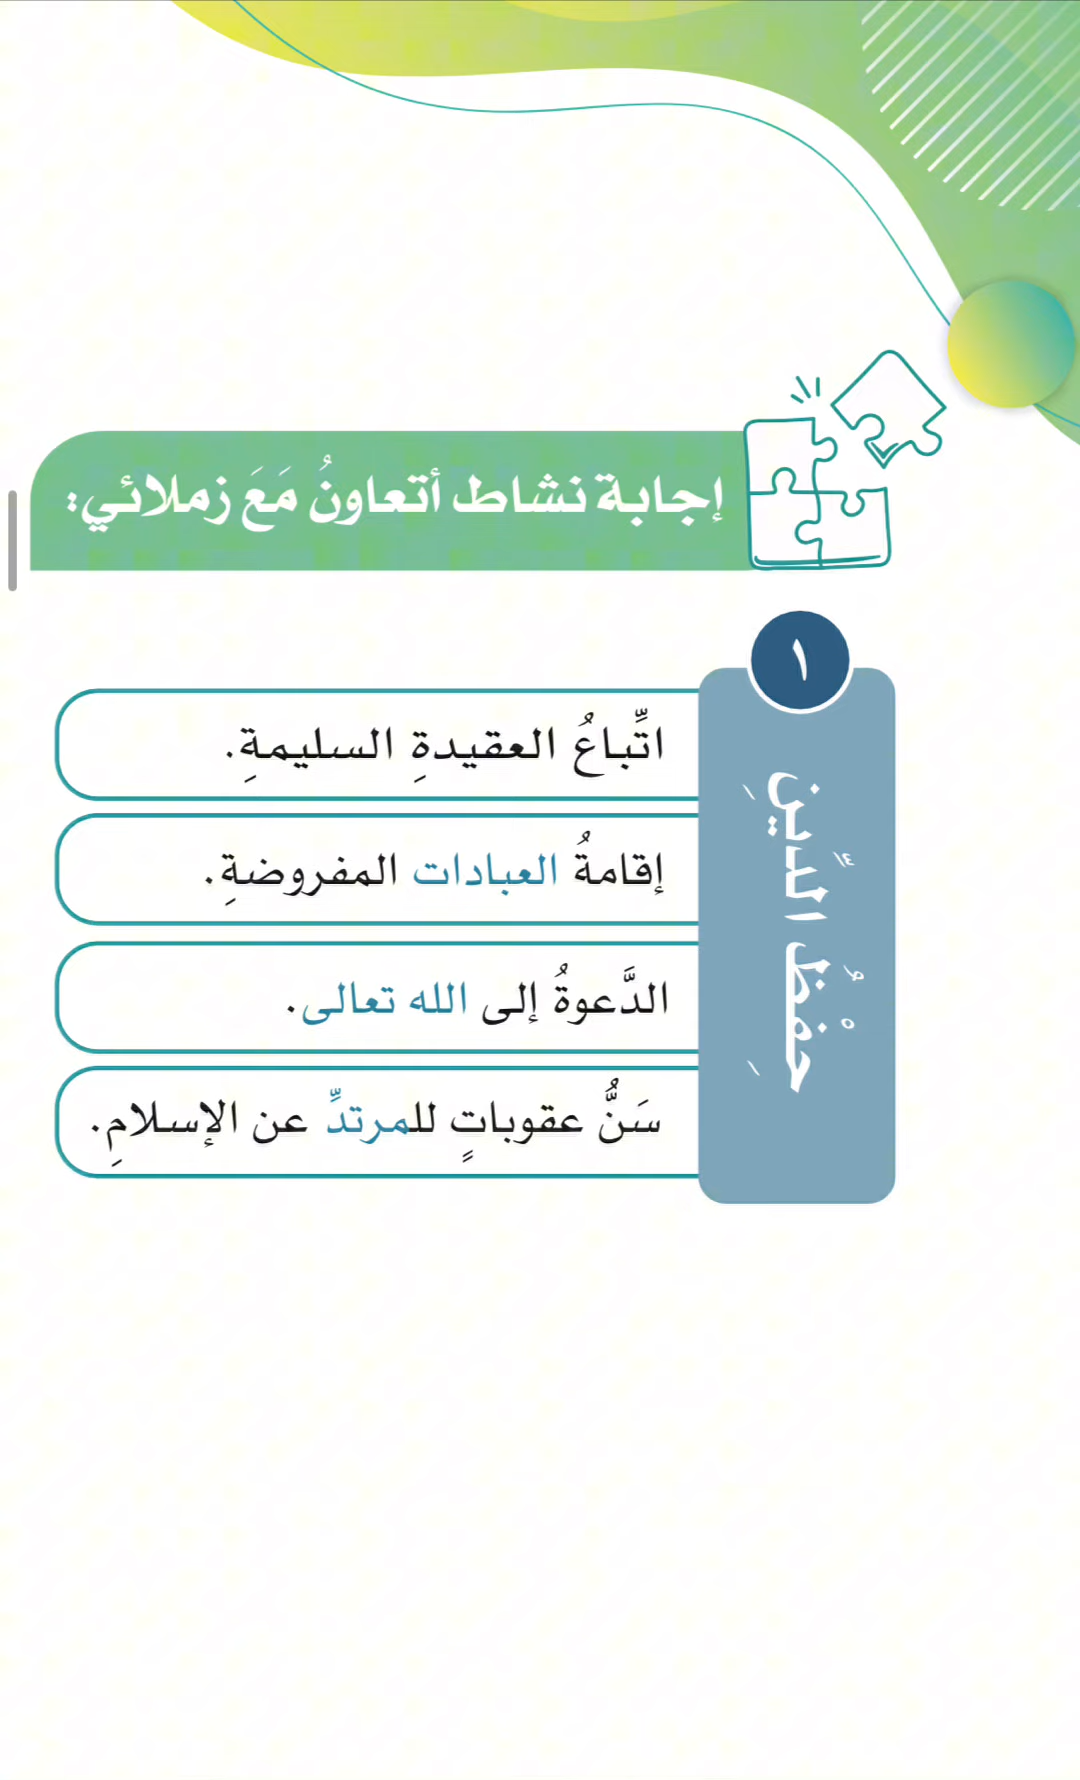 إجابة نشاط أتعاونُ مَعَ زملائي:
١
حِفْظُ الدِّينِ
اتِّباعُ العقيدةِ السليمةِ.
إقامةُ العبادات المفروضةِ.
الدَّعوةُ إلى الله تعالى.
سَنُّ عقوباتٍ للمرتدِّ عن الإسلامِ.